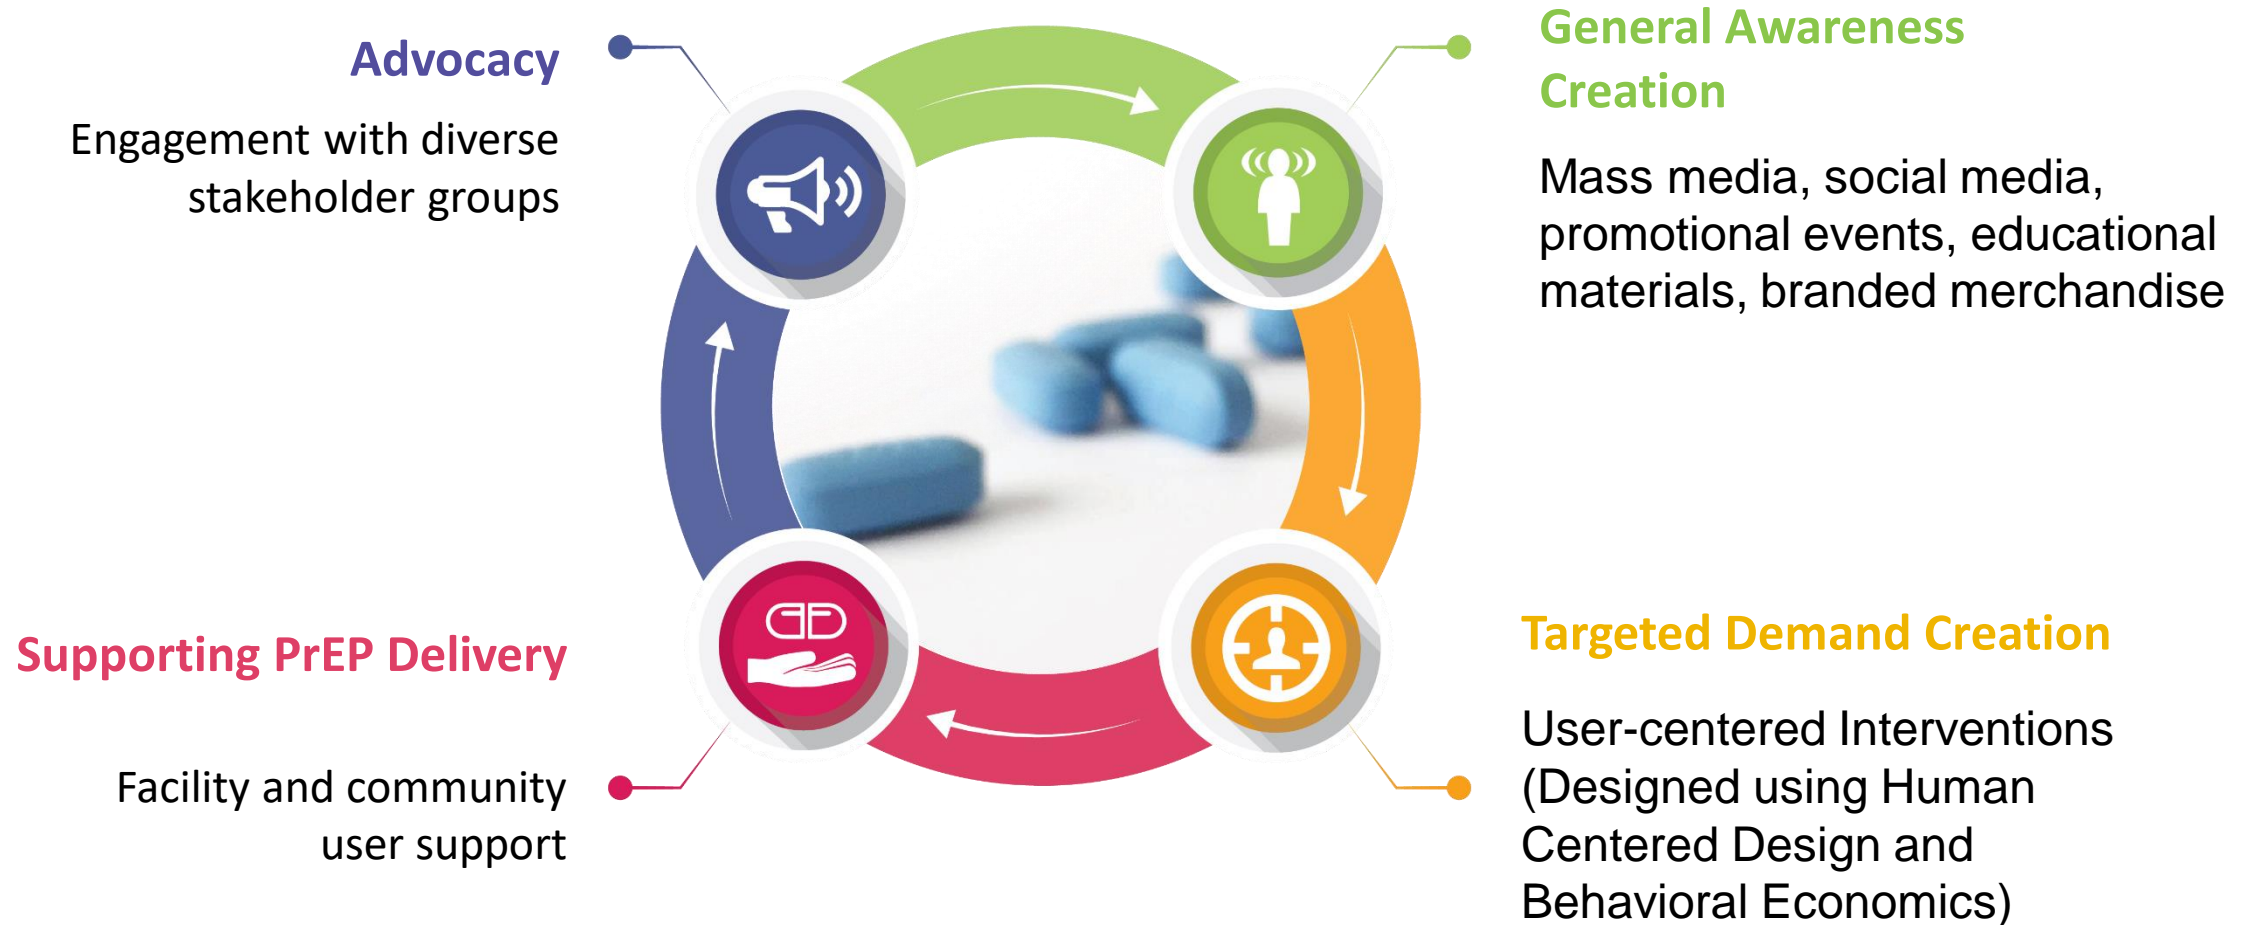 Advocacy
Engagement with diverse
stakeholder groups
General Awareness
Creation
Mass media, social media,
promotional events, educational
materials, branded merchandise
Targeted Demand Creation
User-centered Interventions
(Designed using Human
Centered Design and
Behavioral Economics)
Supporting PrEP Delivery
Facility and community
user support